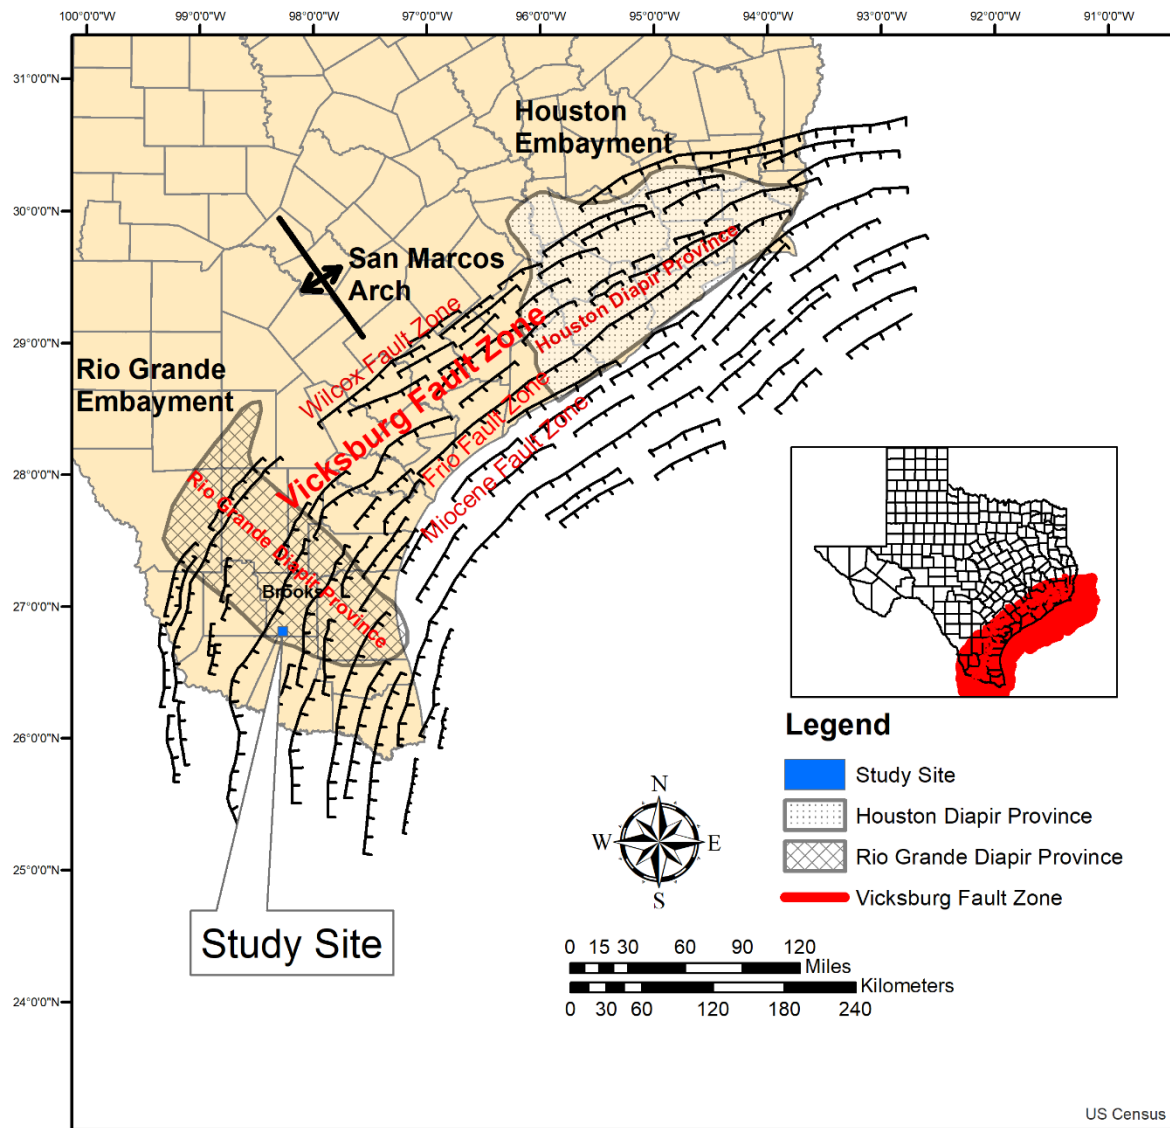 100°0'0"W 99°0'0"W 98°0'0"W 97°0'0"W 96°0'0"W 95°0'0"W 94°0'0"W 93°0'0"W 92°0'0"W 91°0'0"W
31°0'0"N
30°0'0"N
29°0'0"N
28°0'0"N
27°0'0"N
26°0'0"N
25°0'0"N
24°0'0"N
Houston
Embayment
San Marcos
Arch
Rio Grande
Embayment
Wilcox Fault Zone
Vicksburg Fault Zone
Houston Diapir Province
Frio Fault Zone
Miocene Fault Zone
Rio Grande Diapir Province
Brooks
Study Site
Legend
Study Site
Houston Diapir Province
Rio Grande Diapir Province
Vicksburg Fault Zone
N
W E
S
0 15 30 60 90 120
Miles
Kilometers
0 30 60 120 180 240
US Census